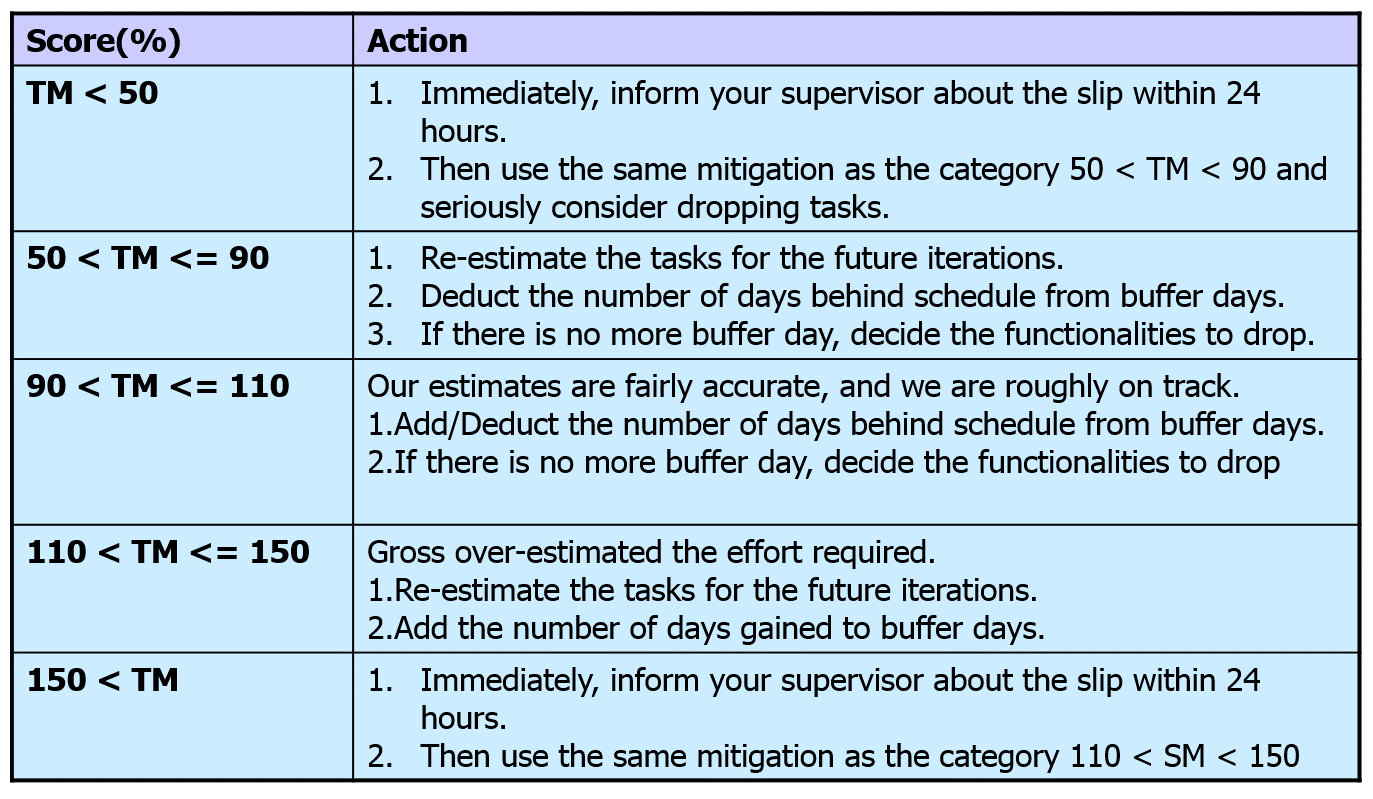 Score(%) Action
TM < 50
1. Immediately, inform your supervisor about the slip within 24
hours.
2. Then use the same mitigation as the category 50 < TM < 90 and
seriously consider dropping tasks.
50 < TM <= 90
1. Re-estimate the tasks for the future iterations.
2. Deduct the number of days behind schedule from buffer days.
3. If there is no more buffer day, decide the functionalities to drop.
90 < TM <= 110
Our estimates are fairly accurate, and we are roughly on track.
1.Add/Deduct the number of days behind schedule from buffer days.
2.If there is no more buffer day, decide the functionalities to drop
110 < TM <= 150
Gross over-estimated the effort required.
1.Re-estimate the tasks for the future iterations.
2.Add the number of days gained to buffer days.
150 < TM
1. Immediately, inform your supervisor about the slip within 24
hours.
2. Then use the same mitigation as the category 110 < SM < 150